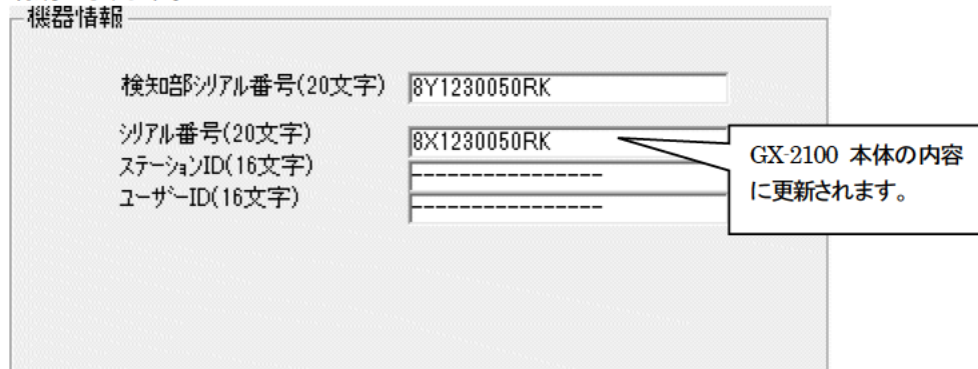 機器情報
検知部シリアル番号(20文字) 8Y1230050RK
シリアル番号(20文字) 8X1230050RK
ステーションID(16文字) ----------------
ユーザーID(16文字) ----------------
GX-2100 本体の内容
に更新されます。